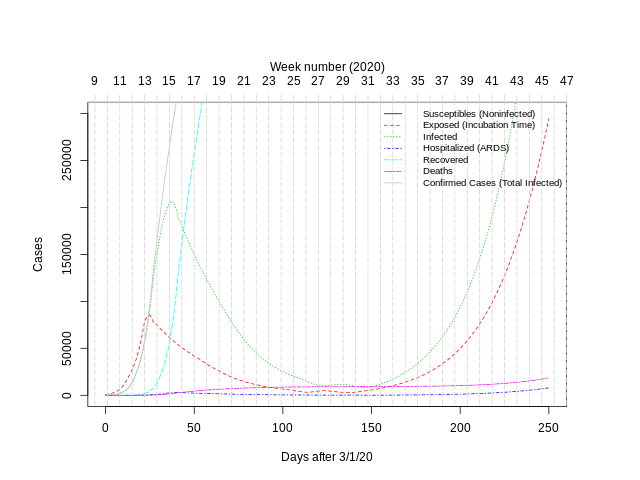 Week number (2020)
9 11 13 15 17 19 21 23 25 27 29 31 33 35 37 39 41 43 45 47
Susceptibles (Noninfected)
Exposed (Incubation Time)
Infected
Hospitalized (ARDS)
Recovered
Deaths
Confirmed Cases (Total Infected)
Cases
250000
150000
50000
0
0 50 100 150 200 250
Days after 3/1/20